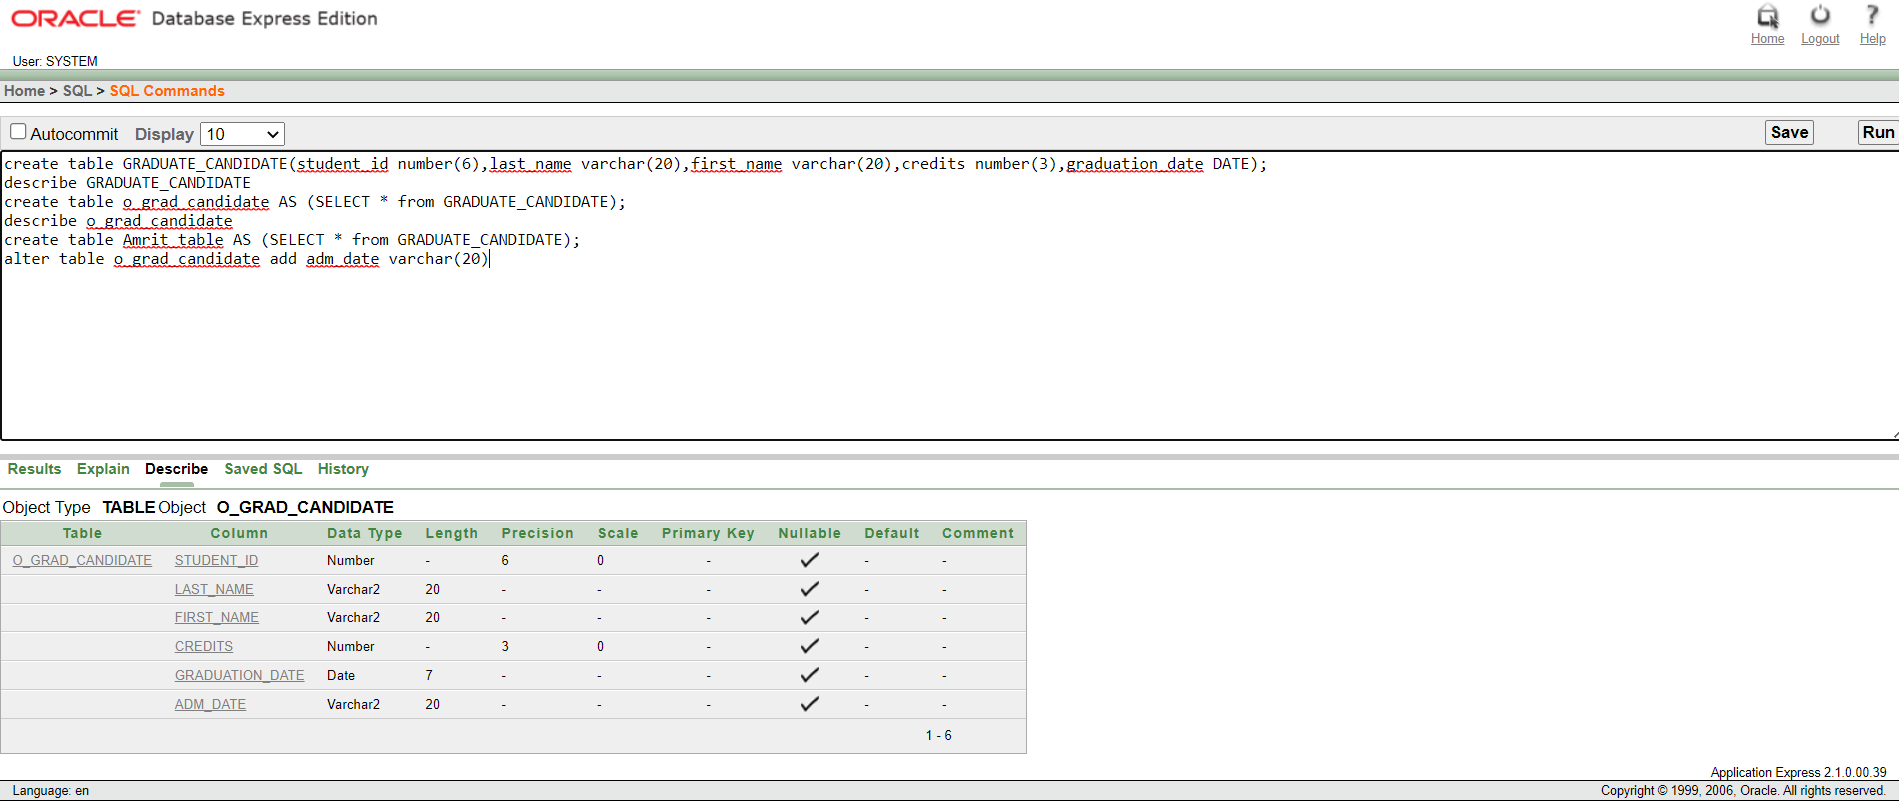 ORACLE Database Express Edition
Home Logout Help
User: SYSTEM
Home > SQL > SQL Commands
Autocommit Display 10 Save Run
create table GRADUATE_CANDIDATE(student_id number(6),last_name varchar(20),first_name varchar(20),credits number(3),graduation_date DATE);
describe GRADUATE_CANDIDATE
create table o_grad_candidate AS (SELECT * from GRADUATE_CANDIDATE);
describe o_grad_candidate
create table Amrit_table AS (SELECT * from GRADUATE_CANDIDATE);
alter table o_grad_candidate add adm_date varchar(20)
Results Explain Describe Saved SQL History
Object Type TABLE Object O_GRAD_CANDIDATE
Table Column Data Type Length Precision Scale Primary Key Nullable Default Comment
O_GRAD_CANDIDATE STUDENT_ID Number - 6 0 - - -
LAST_NAME Varchar2 20 - - - - -
FIRST_NAME Varchar2 20 - - - - -
CREDITS Number - 3 0 - - -
GRADUATION_DATE Date 7 - - - - -
ADM_DATE Varchar2 20 - - - - -
1 - 6
Application Express 2.1.0.00.39
Language: en Copyright © 1999, 2006, Oracle. All rights reserved.